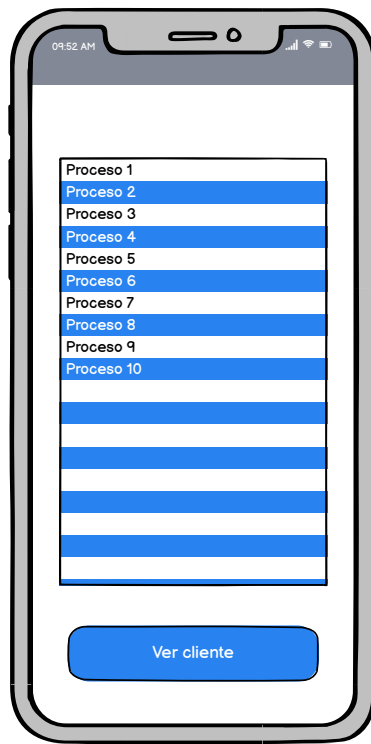 09:52 AM
Proceso 1
Proceso 2
Proceso 3
Proceso 4
Proceso 5
Proceso 6
Proceso 7
Proceso 8
Proceso 9
Proceso 10
Ver cliente